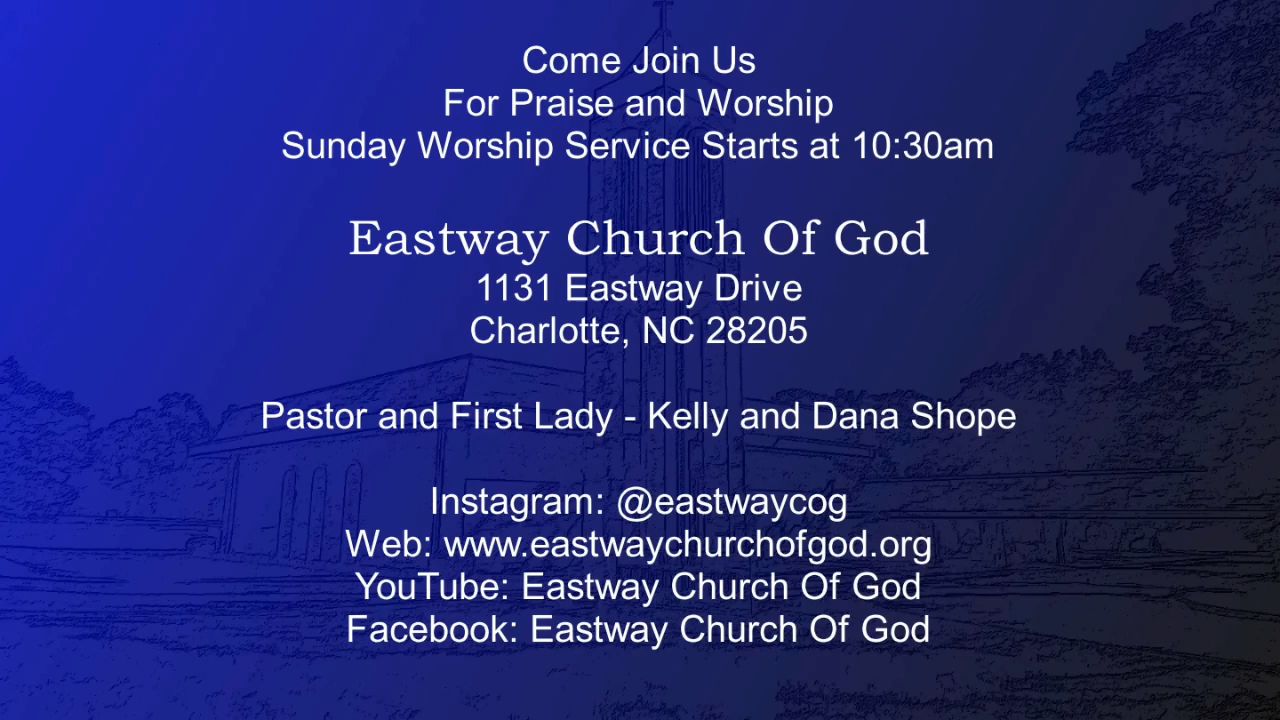 Come Join Us
For Praise and Worship
Sunday Worship Service Starts at 10:30am
Eastway Church Of God
1131 Eastway Drive
Charlotte, NC 28205
Pastor and First Lady - Kelly and Dana Shope
Instagram: @eastwaycog
Web: www.eastwaychurchofgod.org
YouTube: Eastway Church Of God
Facebook: Eastway Church Of God